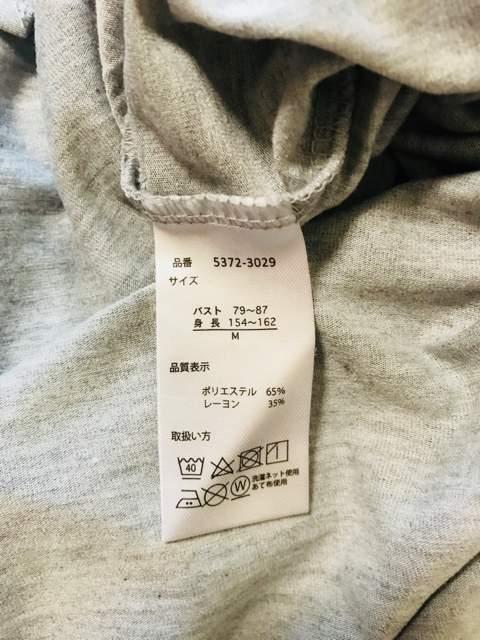 品番 5372-3029
サイズ
バスト 79～87
身長 154～162
M
品質表示
ポリエステル 65%
レーヨン 35%
取扱い方
40
W
洗濯ネット使用
あて布使用